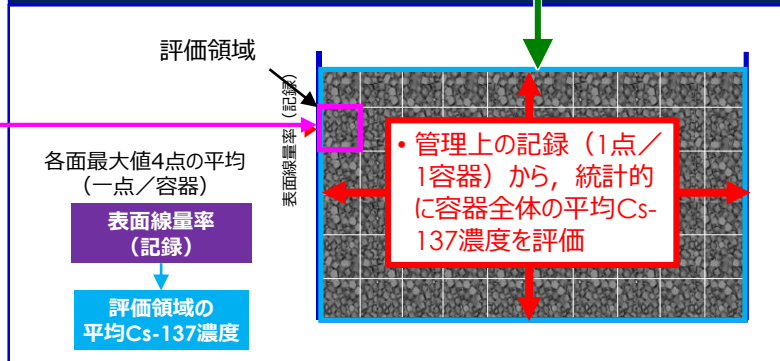 評価領域
表面線量率（記録）
各面最大値4点の平均
（一点／容器）
表面線量率
（記録）
評価領域の
平均Cs-137濃度
• 管理上の記録（1点／
1容器）から，統計的
に容器全体の平均Cs-
137濃度を評価